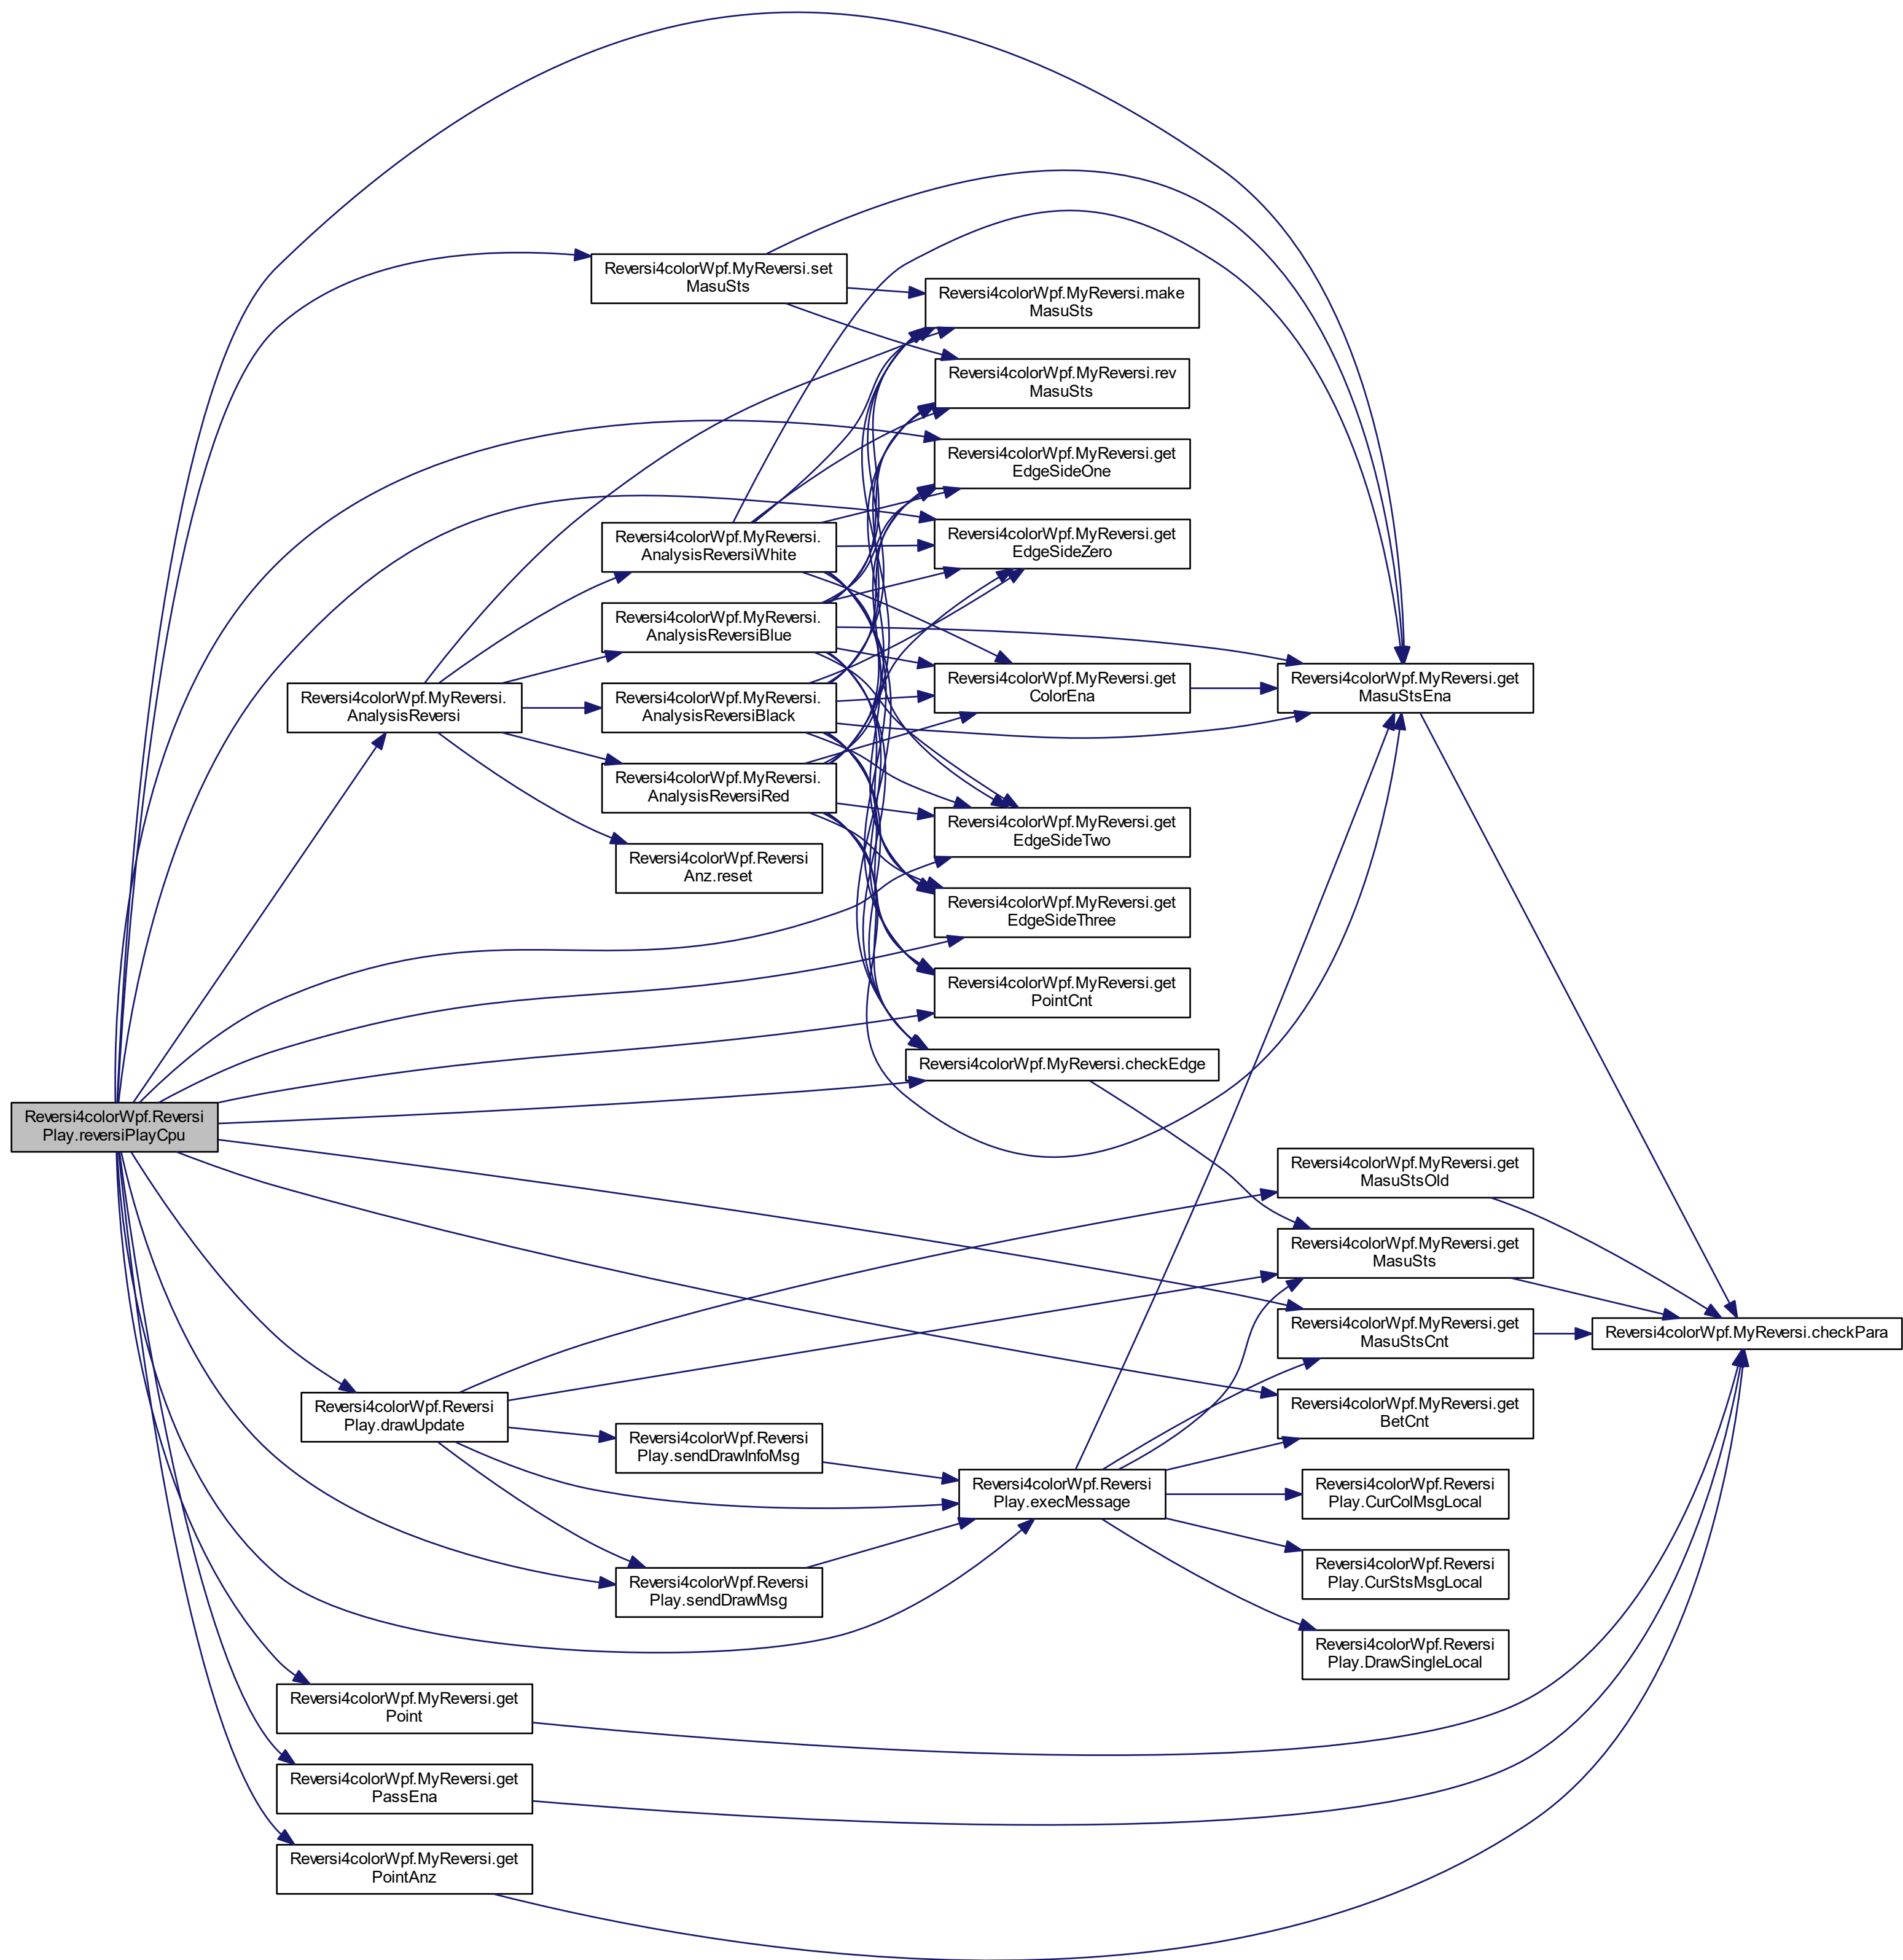 Reversi4colorWpf.MyReversi.set
MasuSts
Reversi4colorWpf.MyReversi.make
MasuSts
Reversi4colorWpf.MyReversi.rev
MasuSts
Reversi4colorWpf.MyReversi.get
EdgeSideOne
Reversi4colorWpf.MyReversi.get
EdgeSideZero
Reversi4colorWpf.MyReversi.
AnalysisReversiWhite
Reversi4colorWpf.MyReversi.
AnalysisReversiBlue
Reversi4colorWpf.MyReversi.
AnalysisReversi
Reversi4colorWpf.MyReversi.
AnalysisReversiBlack
Reversi4colorWpf.MyReversi.get
ColorEna
Reversi4colorWpf.MyReversi.get
MasuStsEna
Reversi4colorWpf.MyReversi.
AnalysisReversiRed
Reversi4colorWpf.MyReversi.get
EdgeSideTwo
Reversi4colorWpf.Reversi
Anz.reset
Reversi4colorWpf.MyReversi.get
EdgeSideThree
Reversi4colorWpf.MyReversi.get
PointCnt
Reversi4colorWpf.MyReversi.checkEdge
Reversi4colorWpf.Reversi
Play.reversiPlayCpu
Reversi4colorWpf.MyReversi.get
MasuStsOld
Reversi4colorWpf.MyReversi.get
MasuSts
Reversi4colorWpf.MyReversi.get
MasuStsCnt
Reversi4colorWpf.MyReversi.checkPara
Reversi4colorWpf.Reversi
Play.drawUpdate
Reversi4colorWpf.MyReversi.get
BetCnt
Reversi4colorWpf.Reversi
Play.sendDrawInfoMsg
Reversi4colorWpf.Reversi
Play.execMessage
Reversi4colorWpf.Reversi
Play.CurColMsgLocal
Reversi4colorWpf.Reversi
Play.sendDrawMsg
Reversi4colorWpf.Reversi
Play.CurStsMsgLocal
Reversi4colorWpf.Reversi
Play.DrawSingleLocal
Reversi4colorWpf.MyReversi.get
Point
Reversi4colorWpf.MyReversi.get
PassEna
Reversi4colorWpf.MyReversi.get
PointAnz